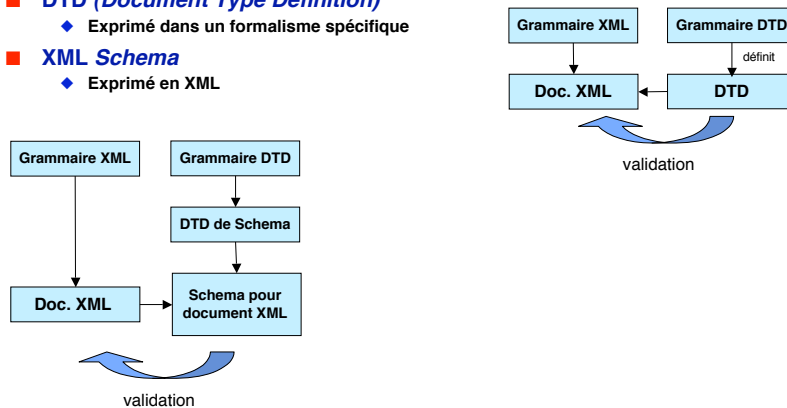 DTD (Document Type Definition)
Exprimé dans un formalisme spécifique
XML Schema
Exprimé en XML
Grammaire XML
Grammaire DTD
définit
Doc. XML
DTD
validation
Grammaire XML
Grammaire DTD
DTD de Schema
Doc. XML
Schema pour
document XML
validation